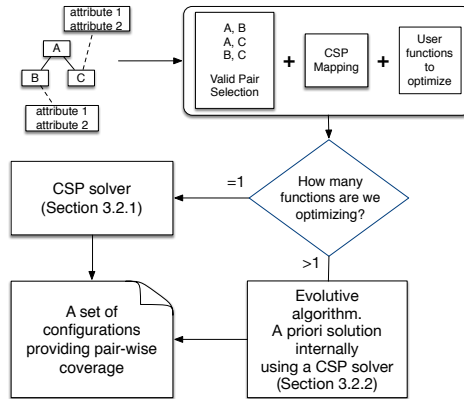 attribute 1
attribute 2
A
B
C
attribute 1
attribute 2
A, B
A, C
B, C
Valid Pair
Selection
+
CSP
Mapping
+
User
functions
to
optimize
How many
functions are we
optimizing?
=1
>1
CSP solver
(Section 3.2.1)
A set of
configurations
providing pair-wise
coverage
Evolutive
algorithm.
A priori solution
internally
using a CSP solver
(Section 3.2.2)